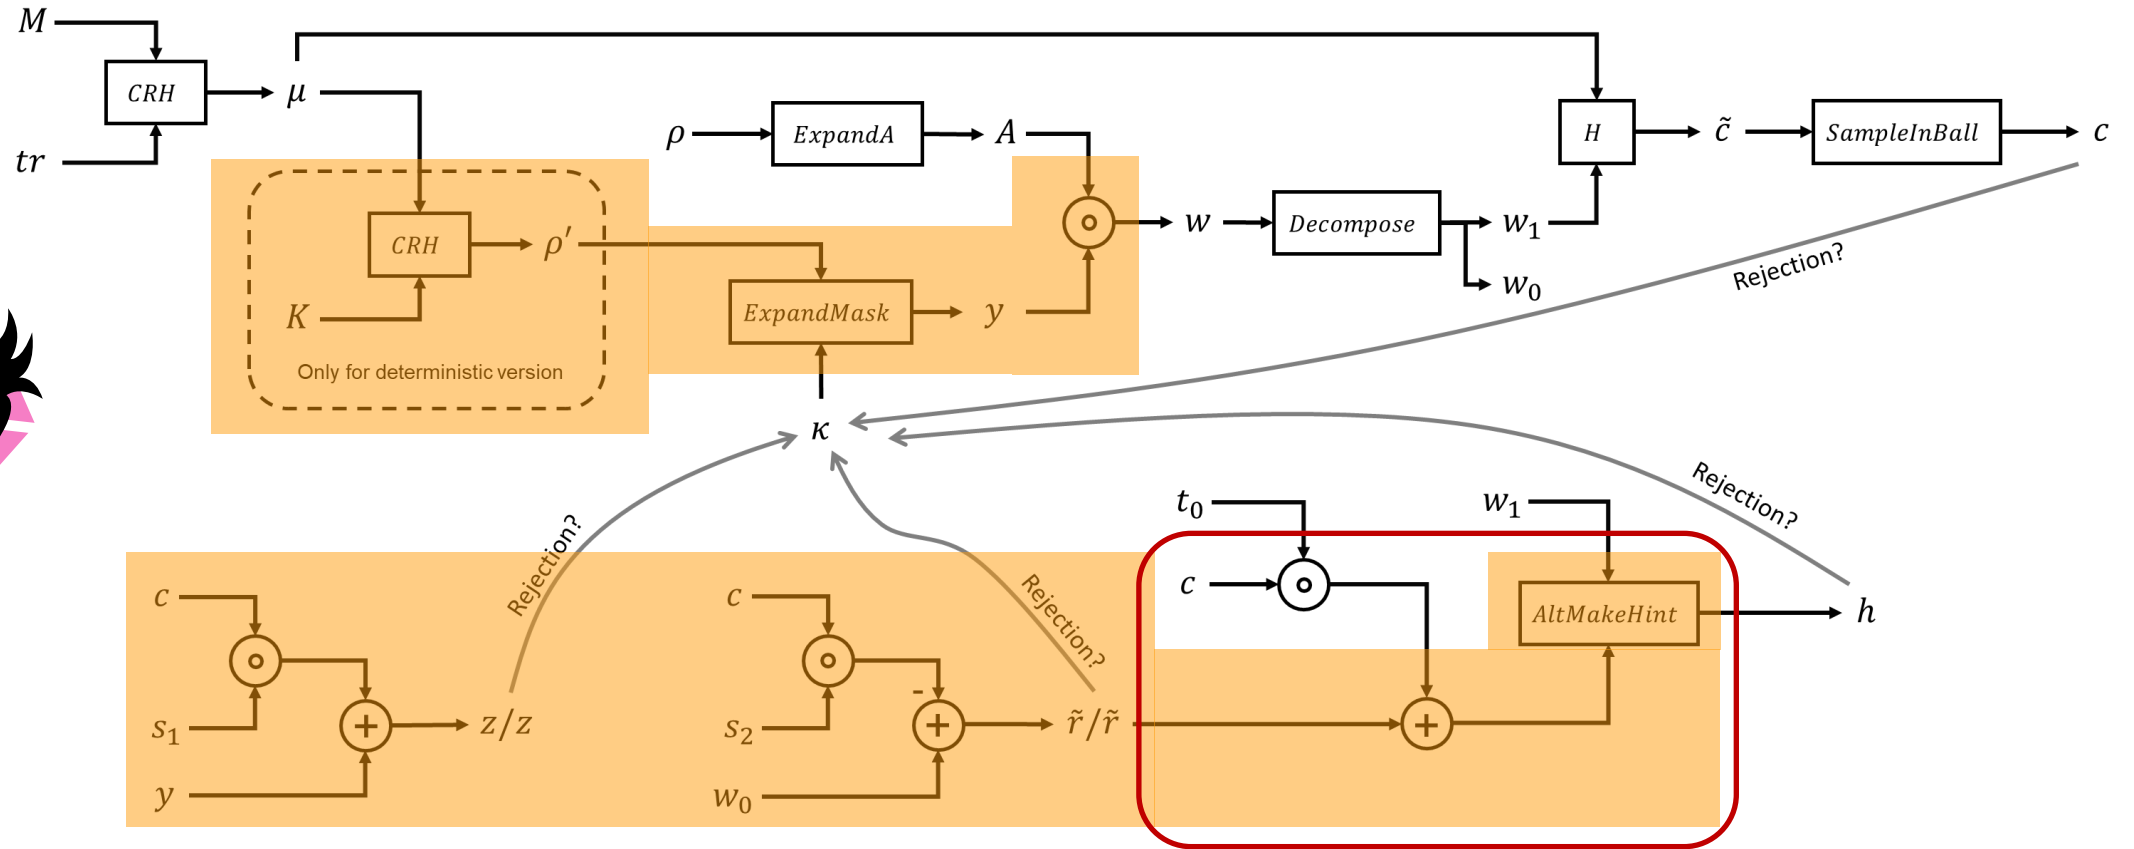 M
CRH
μ
tr
ρ
ExpandA
A
H
c̃
SampleInBall
c
CRH
ρ′
K
Only for deterministic version
ExpandMask
y
w
Decompose
w₁
w₀
Rejection?
κ
Rejection?
Rejection?
Rejection?
c
s₁
y
+
z/z
c
s₂
w₀
-
+
r̃/r̃
t₀
c
+
w₁
AltMakeHint
h